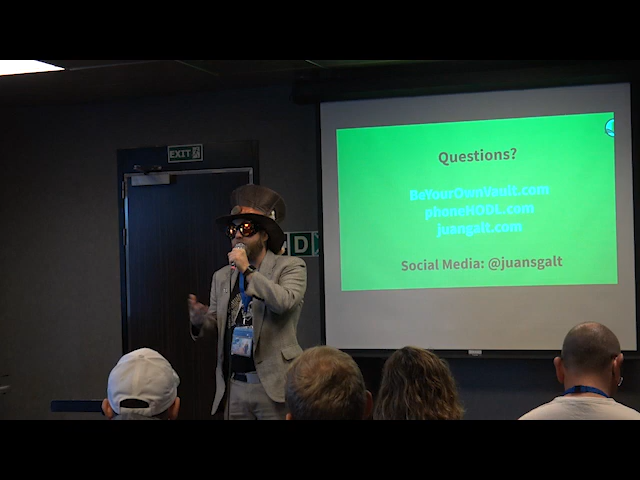 EXIT
D
Questions?
BeYourOwnVault.com
phoneHODL.com
juangalt.com
Social Media: @juansgalt